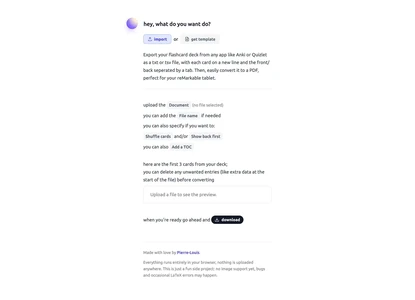 hey, what do you want do?
import or get template
Export your flashcard deck from any app like Anki or Quizlet
as a txt or tsv file, with each card on a new line and the front/
back seperated by a tab. Then, easily convert it to a PDF,
perfect for your reMarkable tablet.
upload the Document (no file selected)
you can add the File name if needed
you can also specify if you want to:
Shuffle cards and/or Show back first
you can also Add a TOC
here are the first 3 cards from your deck;
you can delete any unwanted entries (like extra data at the
start of the file) before converting
Upload a file to see the preview.
when you're ready go ahead and download
Made with love by Pierre-Louis.
Everything runs entirely in your browser, nothing is uploaded
anywhere. This is just a fun side project: no image support yet, bugs
and occasional LaTeX errors may happen.